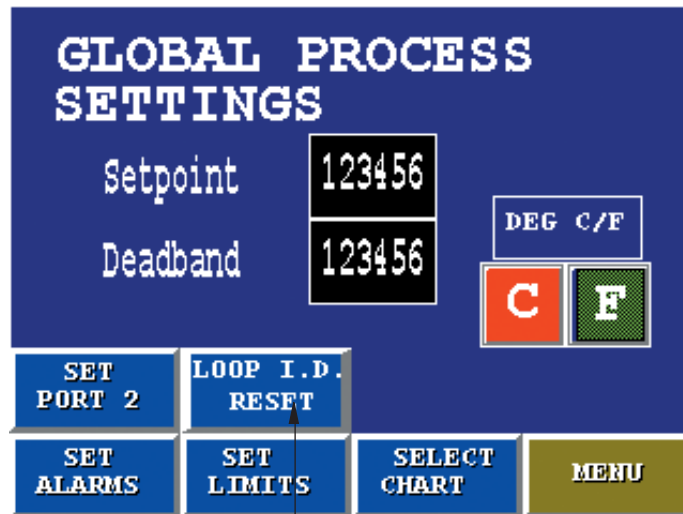 GLOBAL PROCESS
SETTINGS
Setpoint 123456
Deadband 123456
DEG C/F
C F
SET
PORT 2
LOOP I.D.
RESET
SET
ALARMS
SET
LIMITS
SELECT
CHART
MENU